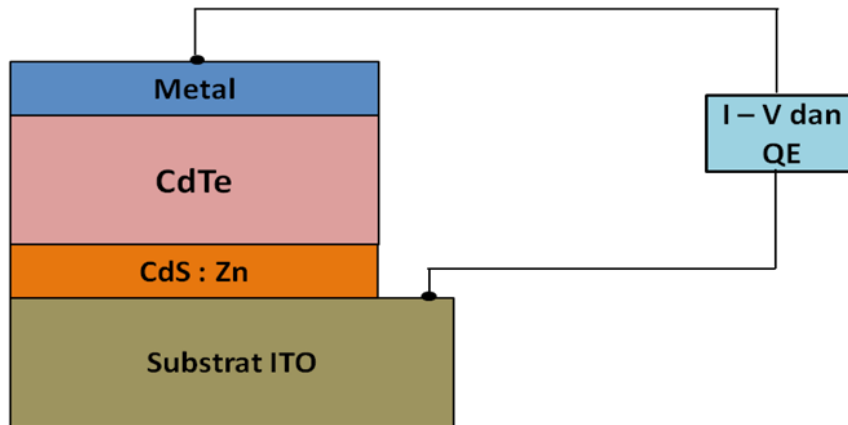 Metal
I – V dan
QE
CdTe
CdS : Zn
Substrat ITO